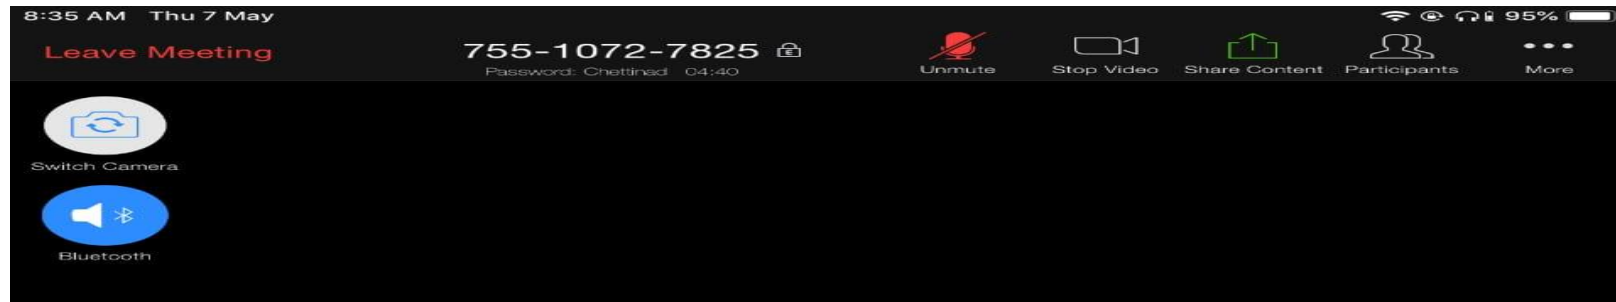 8:35 AM Thu 7 May 95%
Leave Meeting 755-1072-7825
Password: Chettinad 04:40
Unmute Stop Video Share Content Participants More
Switch Camera
Bluetooth